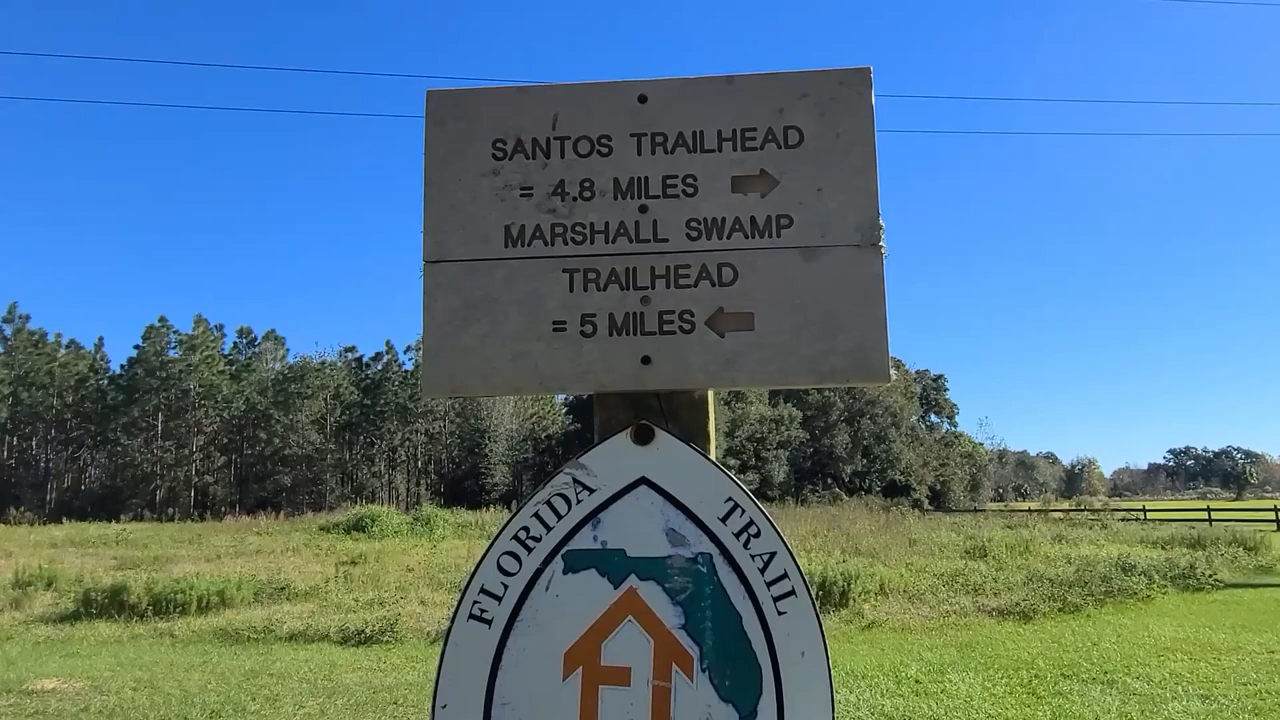 SANTOS TRAILHEAD
= 4.8 MILES
MARSHALL SWAMP
TRAILHEAD
= 5 MILES
FLORIDA TRAIL
FT